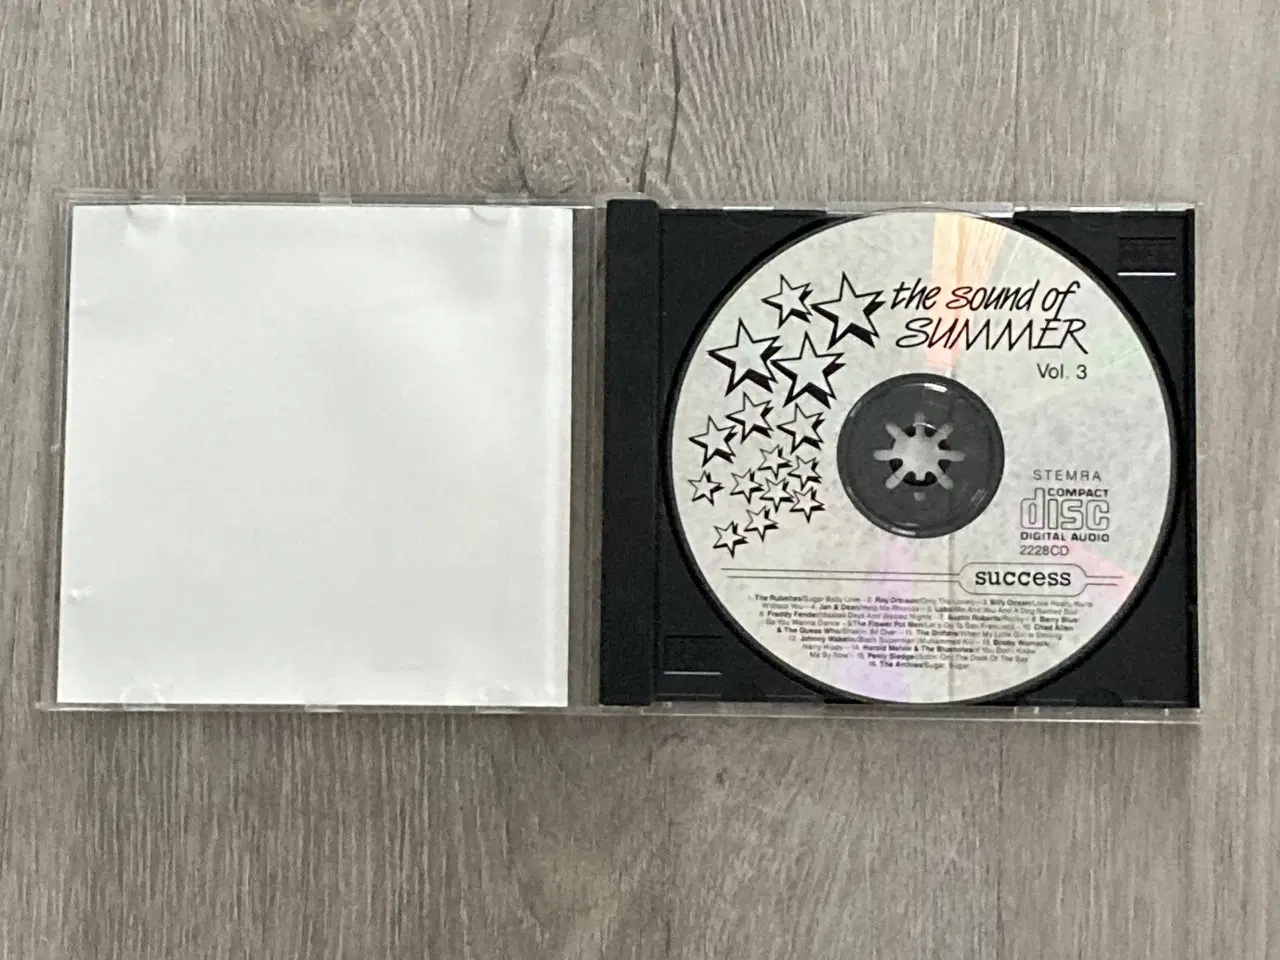 the sound of
SUMMER
Vol. 3
STEMRA
COMPACT
disc
DIGITAL AUDIO
2228CD
success
1. The Rubettes/Sugar Baby Love – 2. Roy Orbison/Only The Lonely – 3. Billy Ocean/Love Really Hurts
Without You – 4. Jan & Dean/Help Me Rhonda – 5. Lobo/Me And You And A Dog Named Boo
6. Freddy Fender/Wasted Days And Wasted Nights – 7. Austin Roberts/Rocky – 8. Barry Blue/
Do You Wanna Dance – 9. The Flower Pot Men/Let's Go To San Francisco – 10. Chad Allen
& The Guess Who/Shakin' All Over – 11. The Drifters/When My Little Girl Is Smiling
12. Johnny Wakelin/Black Superman (Muhammad Ali) – 13. Bobby Womack/
Harry Hippy – 14. Harold Melvin & The Bluenotes/If You Don't Know
Me By Now – 15. Percy Sledge/Sittin' On The Dock Of The Bay
16. The Archies/Sugar Sugar